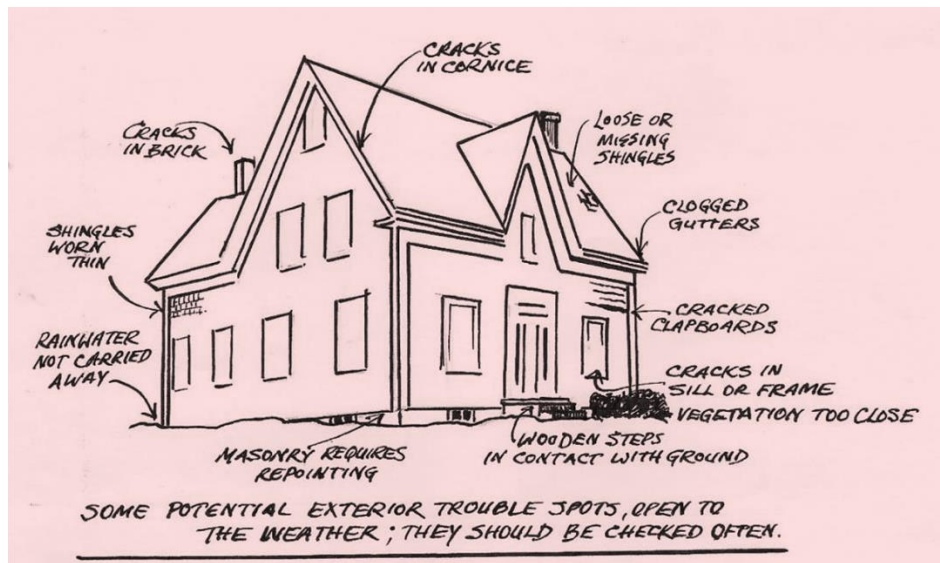 CRACKS
IN CORNICE
CRACKS
IN BRICK
LOOSE OR
MISSING
SHINGLES
CLOGGED
GUTTERS
SHINGLES
WORN
THIN
CRACKED
CLAPBOARDS
RAINWATER
NOT CARRIED
AWAY
CRACKS IN
SILL OR FRAME
VEGETATION TOO CLOSE
WOODEN STEPS
IN CONTACT WITH GROUND
MASONRY REQUIRES
REPOINTING
SOME POTENTIAL EXTERIOR TROUBLE SPOTS, OPEN TO
THE WEATHER; THEY SHOULD BE CHECKED OFTEN.